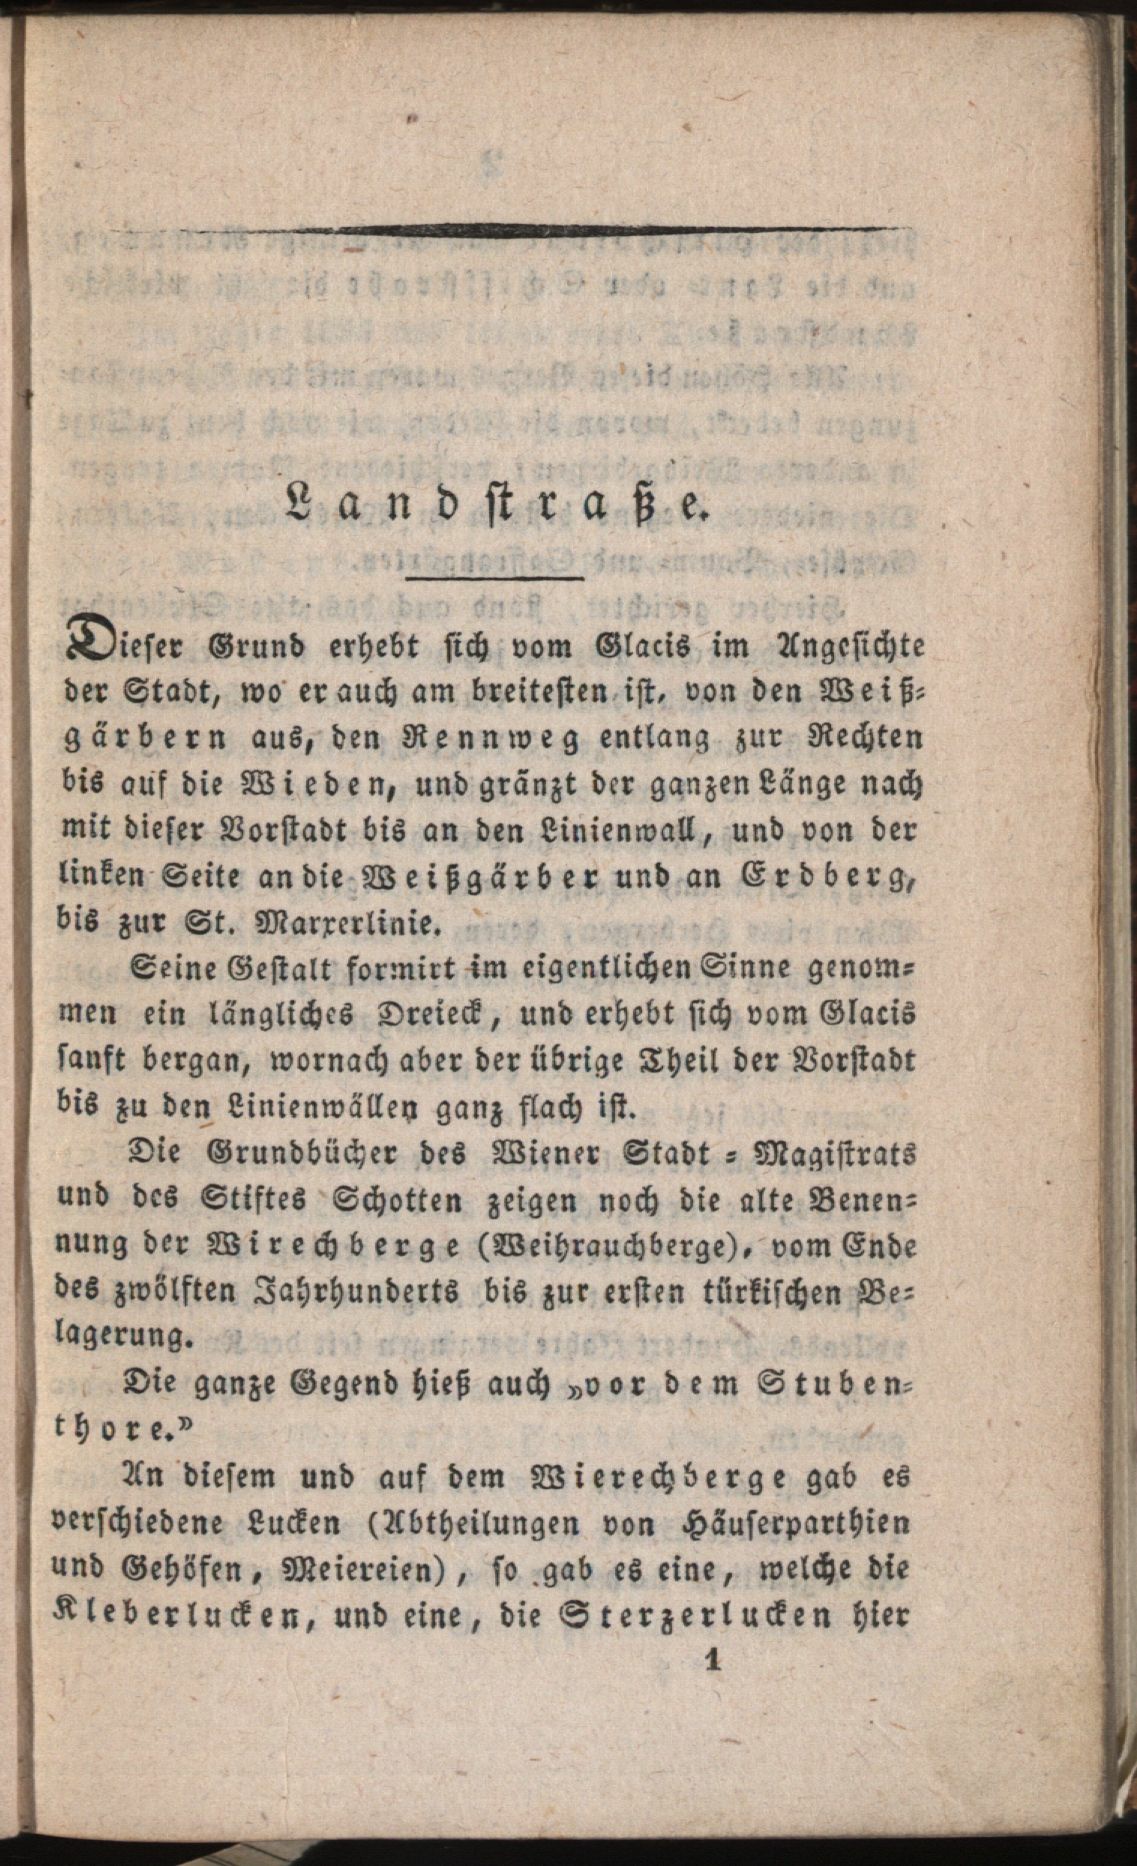 Landstraße.
Dieser Grund erhebt sich vom Glacis im Angesichte
der Stadt, wo er auch am breitesten ist, von den Weiß-
gärbern aus, den Rennweg entlang zur Rechten
bis auf die Wieden, und gränzt der ganzen Länge nach
mit dieser Vorstadt bis an den Linienwall, und von der
linken Seite an die Weißgärber und an Erdberg,
bis zur St. Marxerlinie.
Seine Gestalt formirt im eigentlichen Sinne genom-
men ein längliches Dreieck, und erhebt sich vom Glacis
sanft bergan, wornach aber der übrige Theil der Vorstadt
bis zu den Linienwällen ganz flach ist.
Die Grundbücher des Wiener Stadt-Magistrats
und des Stiftes Schotten zeigen noch die alte Benen-
nung der Wirechberge (Weihrauchberge), vom Ende
des zwölften Jahrhunderts bis zur ersten türkischen Be-
lagerung.
Die ganze Gegend hieß auch »vor dem Stuben-
thore.»
An diesem und auf dem Wierechberge gab es
verschiedene Lucken (Abtheilungen von Häuserparthien
und Gehöfen, Meiereien), so gab es eine, welche die
Kleberlucken, und eine, die Sterzerlucken hier
1